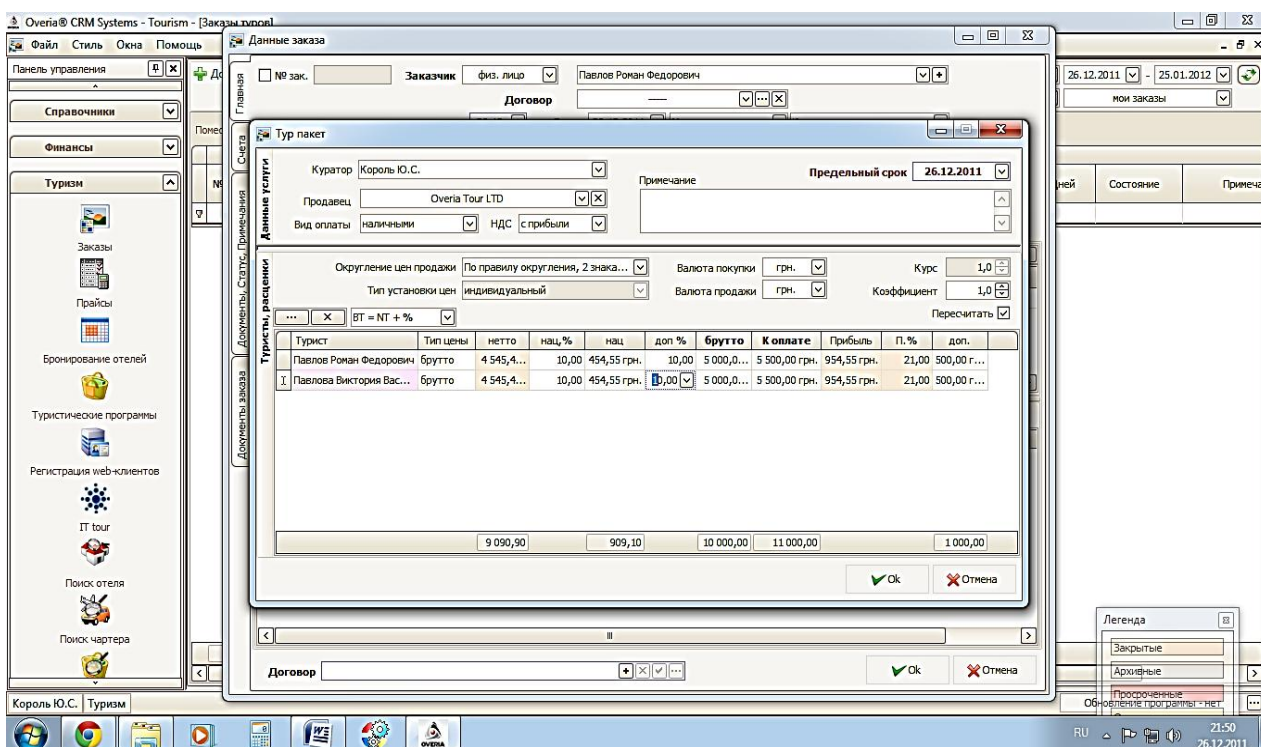 Overia® CRM Systems - Tourism - [Заказы туров]
Файл Стиль Окна Помощь
Панель управления
Справочники
Финансы
Туризм
Заказы
Прайсы
Бронирование отелей
Туристические программы
Регистрация web-клиентов
IT tour
Поиск отеля
Поиск чартера
26.12.2011 - 25.01.2012
мои заказы
Состояние
Данные заказа
Главная
Счета
Документы, Статус, Примечания
Документы заказа
№ зак. Заказчик физ. лицо Павлов Роман Федорович
Договор ----
Тур пакет
Данные услуги
Куратор Король Ю.С.
Продавец Overia Tour LTD
Вид оплаты наличными НДС с прибыли
Примечание
Предельный срок 26.12.2011
Туристы, расценки
Округление цен продажи По правилу округления, 2 знака... Валюта покупки грн. Курс 1,0
Тип установки цен индивидуальный Валюта продажи грн. Коэффициент 1,0
... X BT = NT + % Пересчитать
Турист Тип цены нетто нац,% нац доп % брутто К оплате Прибыль П.% доп.
Павлов Роман Федорович брутто 4 545,4... 10,00 454,55 грн. 10,00 5 000,0... 5 500,00 грн. 954,55 грн. 21,00 500,00 г...
Павлова Виктория Вас... брутто 4 545,4... 10,00 454,55 грн. 10,00 5 000,0... 5 500,00 грн. 954,55 грн. 21,00 500,00 г...
9 090,90 909,10 10 000,00 11 000,00 1 000,00
Ok Отмена
Договор
Ok Отмена
Легенда
Закрытые
Архивные
Просроченные
Король Ю.С. Туризм
Обновление программы - нет
OVERIA
RU
21:50
26.12.2011